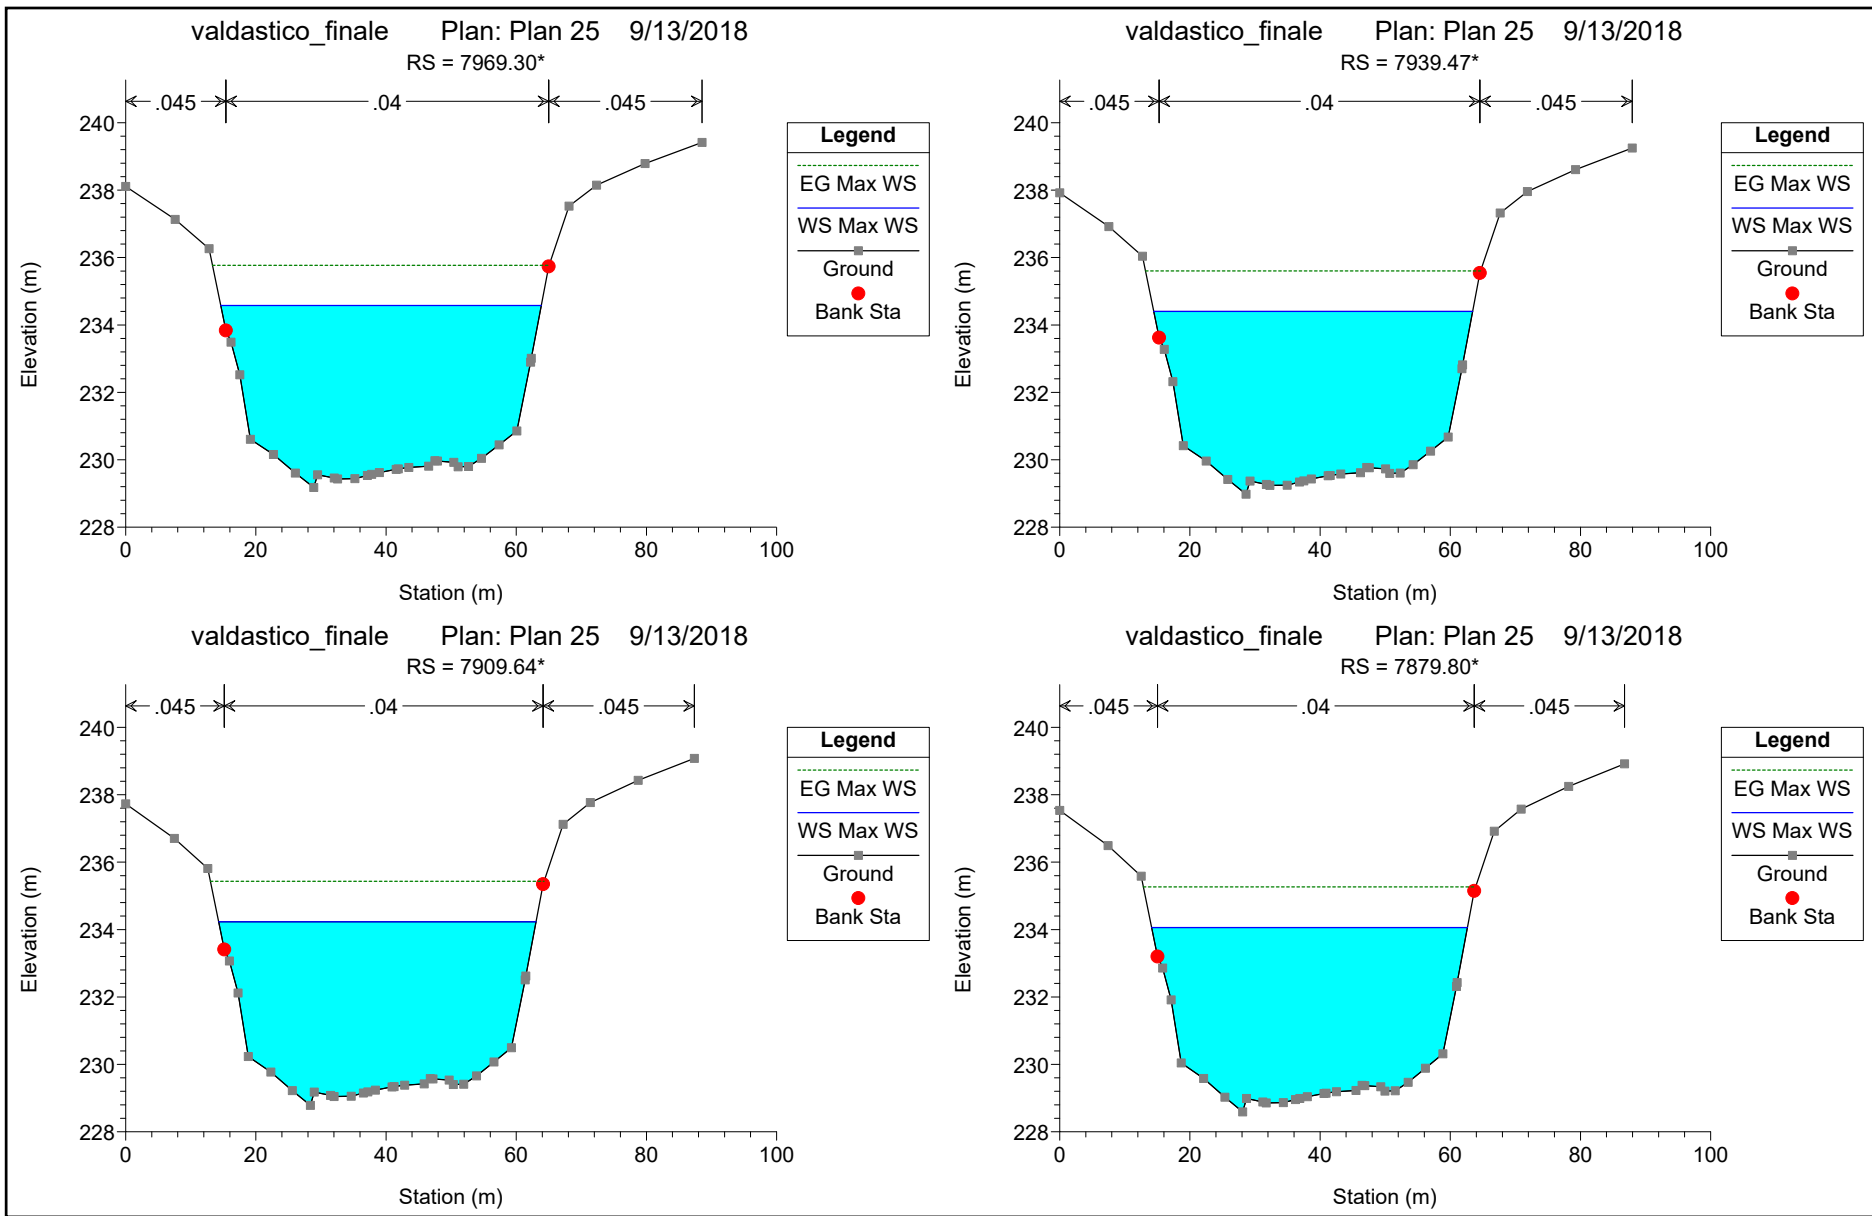 valdastico_finale Plan: Plan 25 9/13/2018
RS = 7969.30*
.045 .04 .045
240
238
236
234
232
230
228
0 20 40 60 80 100
Elevation (m)
Station (m)
Legend
EG Max WS
WS Max WS
Ground
Bank Sta
valdastico_finale Plan: Plan 25 9/13/2018
RS = 7939.47*
.045 .04 .045
240
238
236
234
232
230
228
0 20 40 60 80 100
Elevation (m)
Station (m)
Legend
EG Max WS
WS Max WS
Ground
Bank Sta
valdastico_finale Plan: Plan 25 9/13/2018
RS = 7909.64*
.045 .04 .045
240
238
236
234
232
230
228
0 20 40 60 80 100
Elevation (m)
Station (m)
Legend
EG Max WS
WS Max WS
Ground
Bank Sta
valdastico_finale Plan: Plan 25 9/13/2018
RS = 7879.80*
.045 .04 .045
240
238
236
234
232
230
228
0 20 40 60 80 100
Elevation (m)
Station (m)
Legend
EG Max WS
WS Max WS
Ground
Bank Sta